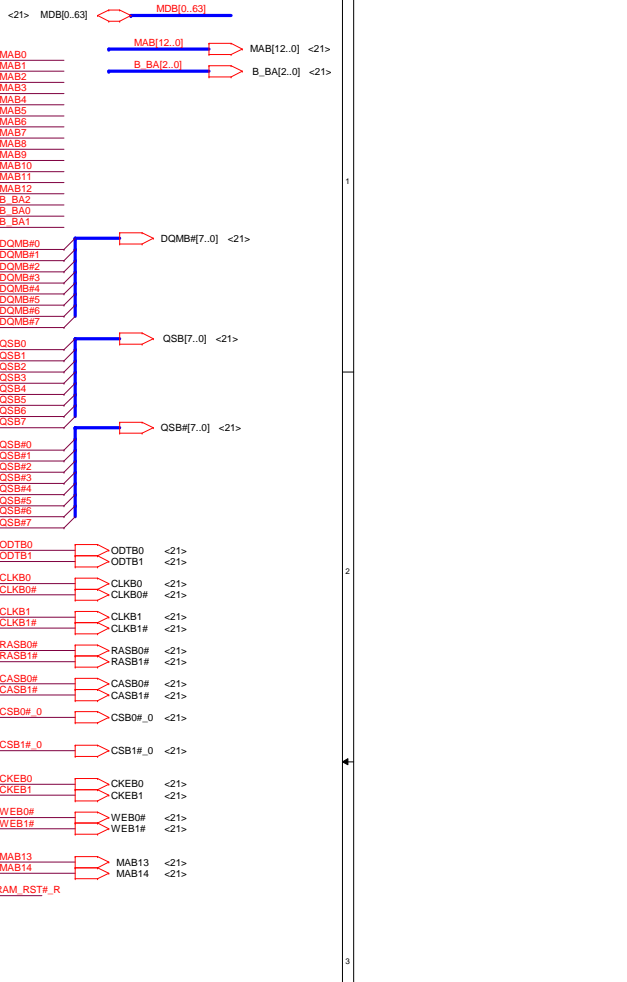 <21> MDB[0..63] MDB[0..63]
MAB[12..0] MAB[12..0] <21>
B_BA[2..0] B_BA[2..0] <21>
MAB0
MAB1
MAB2
MAB3
MAB4
MAB5
MAB6
MAB7
MAB8
MAB9
MAB10
MAB11
MAB12
B_BA2
B_BA0
B_BA1
1
DQMB#[7..0] <21>
DQMB#0
DQMB#1
DQMB#2
DQMB#3
DQMB#4
DQMB#5
DQMB#6
DQMB#7
QSB[7..0] <21>
QSB0
QSB1
QSB2
QSB3
QSB4
QSB5
QSB6
QSB7
QSB#[7..0] <21>
QSB#0
QSB#1
QSB#2
QSB#3
QSB#4
QSB#5
QSB#6
QSB#7
ODTB0 ODTB0 <21>
ODTB1 ODTB1 <21>
2
CLKB0 CLKB0 <21>
CLKB0# CLKB0# <21>
CLKB1 CLKB1 <21>
CLKB1# CLKB1# <21>
RASB0# RASB0# <21>
RASB1# RASB1# <21>
CASB0# CASB0# <21>
CASB1# CASB1# <21>
CSB0#_0 CSB0#_0 <21>
CSB1#_0 CSB1#_0 <21>
CKEB0 CKEB0 <21>
CKEB1 CKEB1 <21>
WEB0# WEB0# <21>
WEB1# WEB1# <21>
MAB13 MAB13 <21>
MAB14 MAB14 <21>
RAM_RST#_R
3